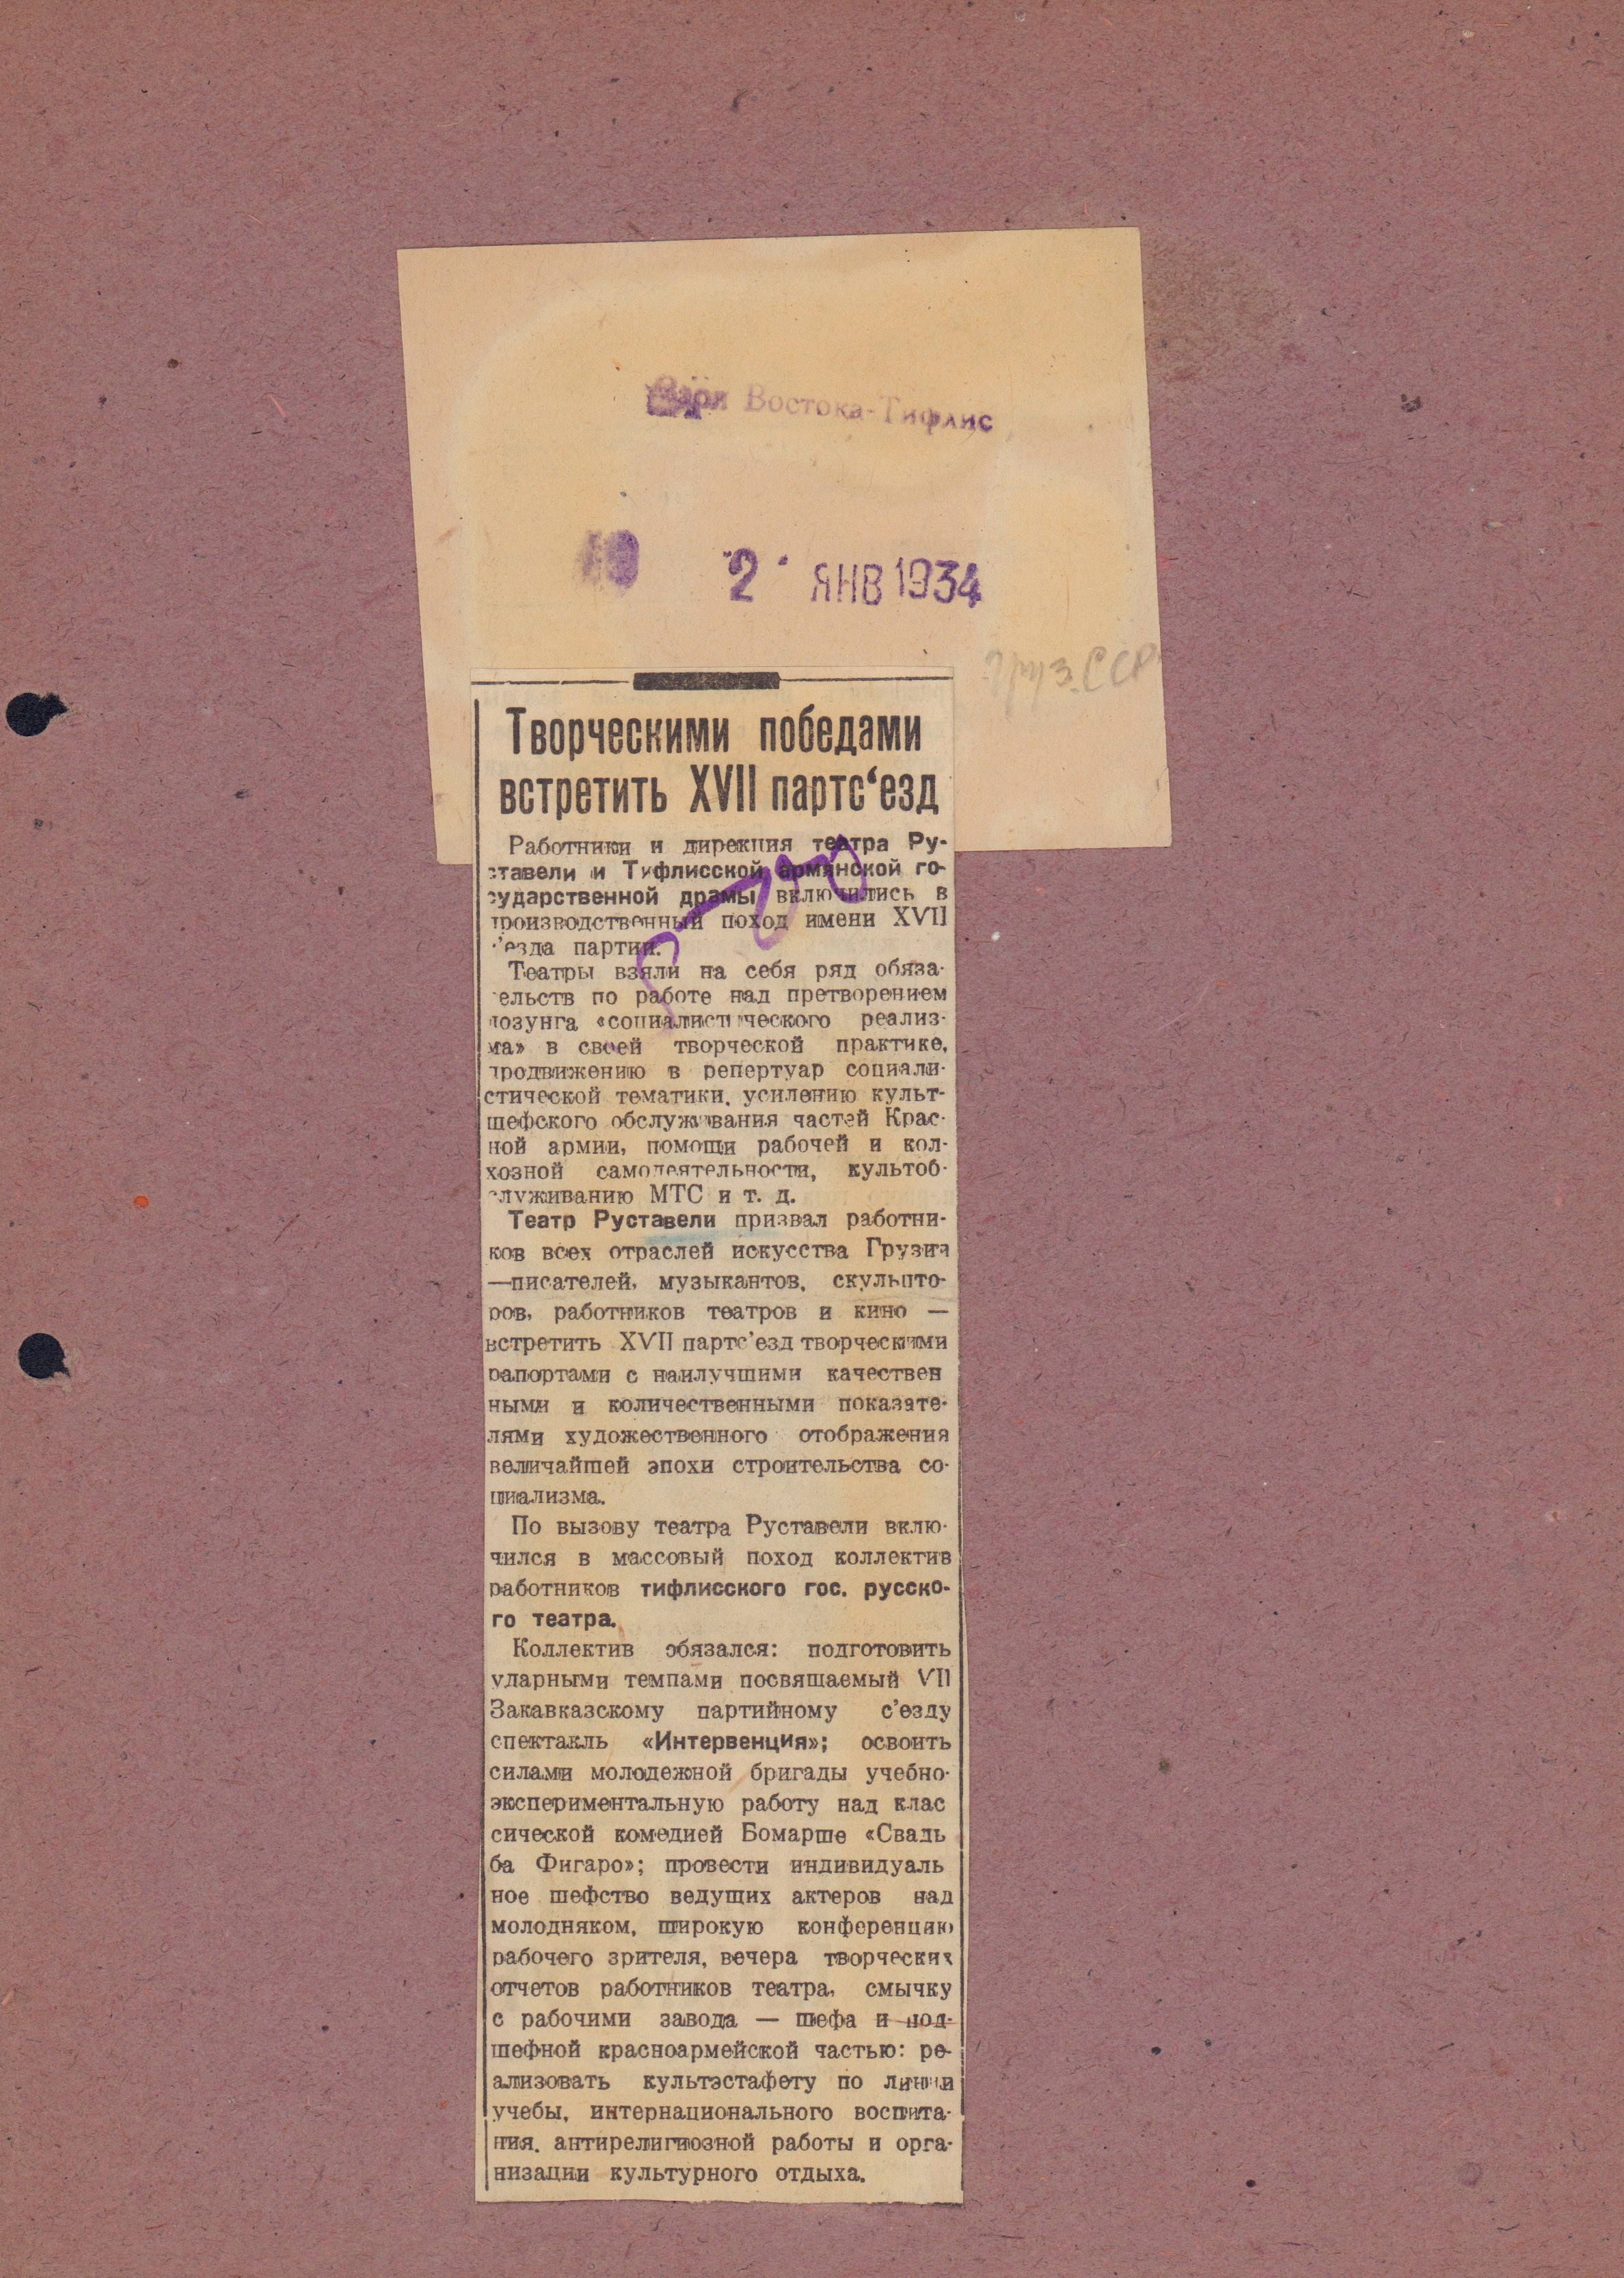 Заря Востока-Тифлис
2 ЯНВ 1934
Груз. ССР
Творческими победами
встретить XVII партс‘езд
Работники и дирекция театра Ру-
ставели и Тифлисской армянской го-
сударственной драмы включились в
производственный поход имени XVII
с’езда партии.
Театры взяли на себя ряд обяза-
ельств по работе над претворением
лозунга «социалистического реализ-
ма» в своей творческой практике,
продвижению в репертуар социали-
стической тематики, усилению культ-
шефского обслуживания частей Крас-
ной армии, помощи рабочей и кол-
хозной самодеятельности, культоб-
служиванию МТС и т. д.
Театр Руставели призвал работни-
ков всех отраслей искусства Грузии
—писателей, музыкантов, скульпто-
ров, работников театров и кино —
встретить XVII партс’езд творческими
рапортами с наилучшими качествен
ными и количественными показате-
лями художественного отображения
величайшей эпохи строительства со-
циализма.
По вызову театра Руставели вклю-
чился в массовый поход коллектив
работников тифлисского гос. русско-
го театра.
Коллектив обязался: подготовить
ударными темпами посвящаемый VII
Закавказскому партийному с’езду
спектакль «Интервенция»; освоить
силами молодежной бригады учебно-
экспериментальную работу над клас
сической комедией Бомарше «Свадь
ба Фигаро»; провести индивидуаль
ное шефство ведущих актеров над
молодняком, широкую конференцию
рабочего зрителя, вечера творческих
отчетов работников театра, смычку
с рабочими завода — шефа и под-
шефной красноармейской частью: ре-
ализовать культэстафету по линии
учебы, интернационального воспита-
ния, антирелигиозной работы и орга-
низации культурного отдыха.